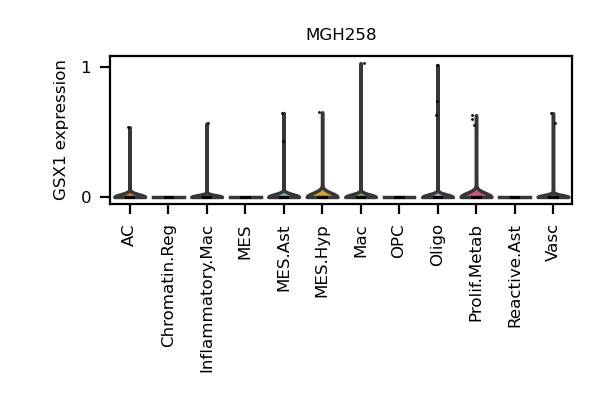 MGH258
GSX1 expression
1
0
AC
Chromatin.Reg
Inflammatory.Mac
MES
MES.Ast
MES.Hyp
Mac
OPC
Oligo
Prolif.Metab
Reactive.Ast
Vasc